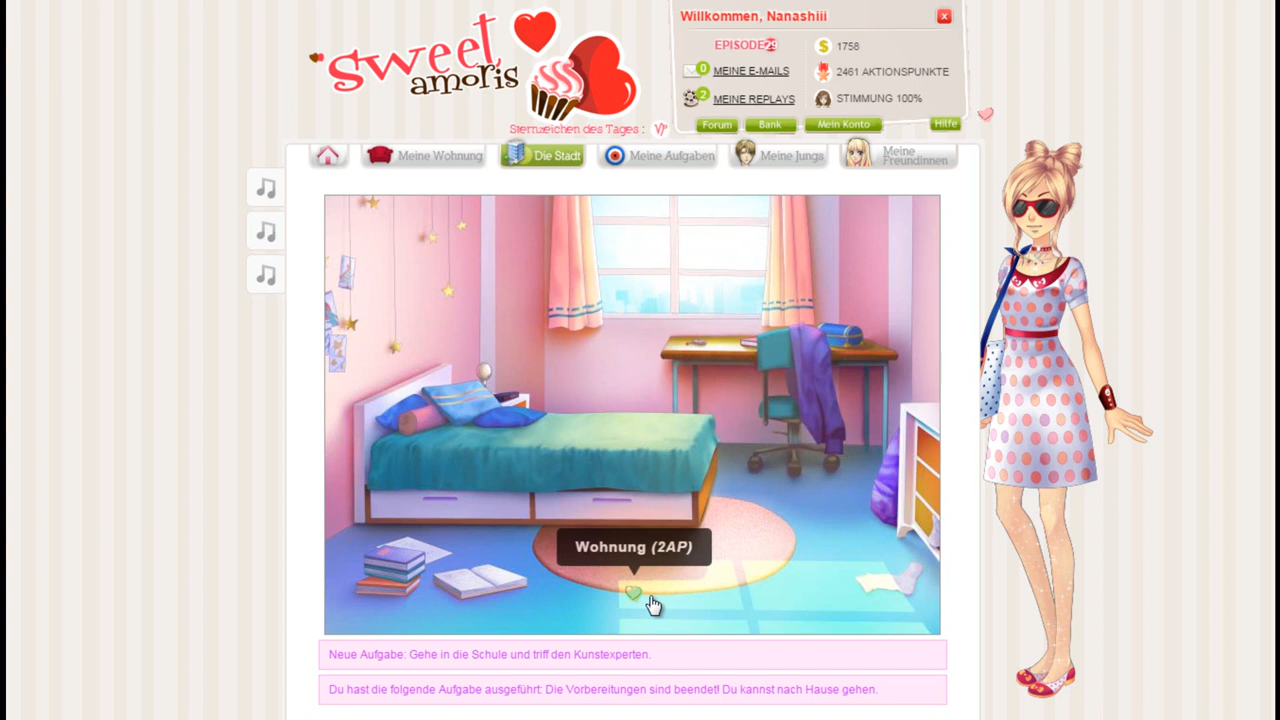 sweet
amoris
Sternzeichen des Tages :
Willkommen, Nanashiii
x
EPISODE29
1758
0 MEINE E-MAILS
2461 AKTIONSPUNKTE
2 MEINE REPLAYS
STIMMUNG 100%
Forum
Bank
Mein Konto
Hilfe
Meine Wohnung
Die Stadt
Meine Aufgaben
Meine Jungs
Meine
Freundinnen
Wohnung (2AP)
Neue Aufgabe: Gehe in die Schule und triff den Kunstexperten.
Du hast die folgende Aufgabe ausgeführt: Die Vorbereitungen sind beendet! Du kannst nach Hause gehen.